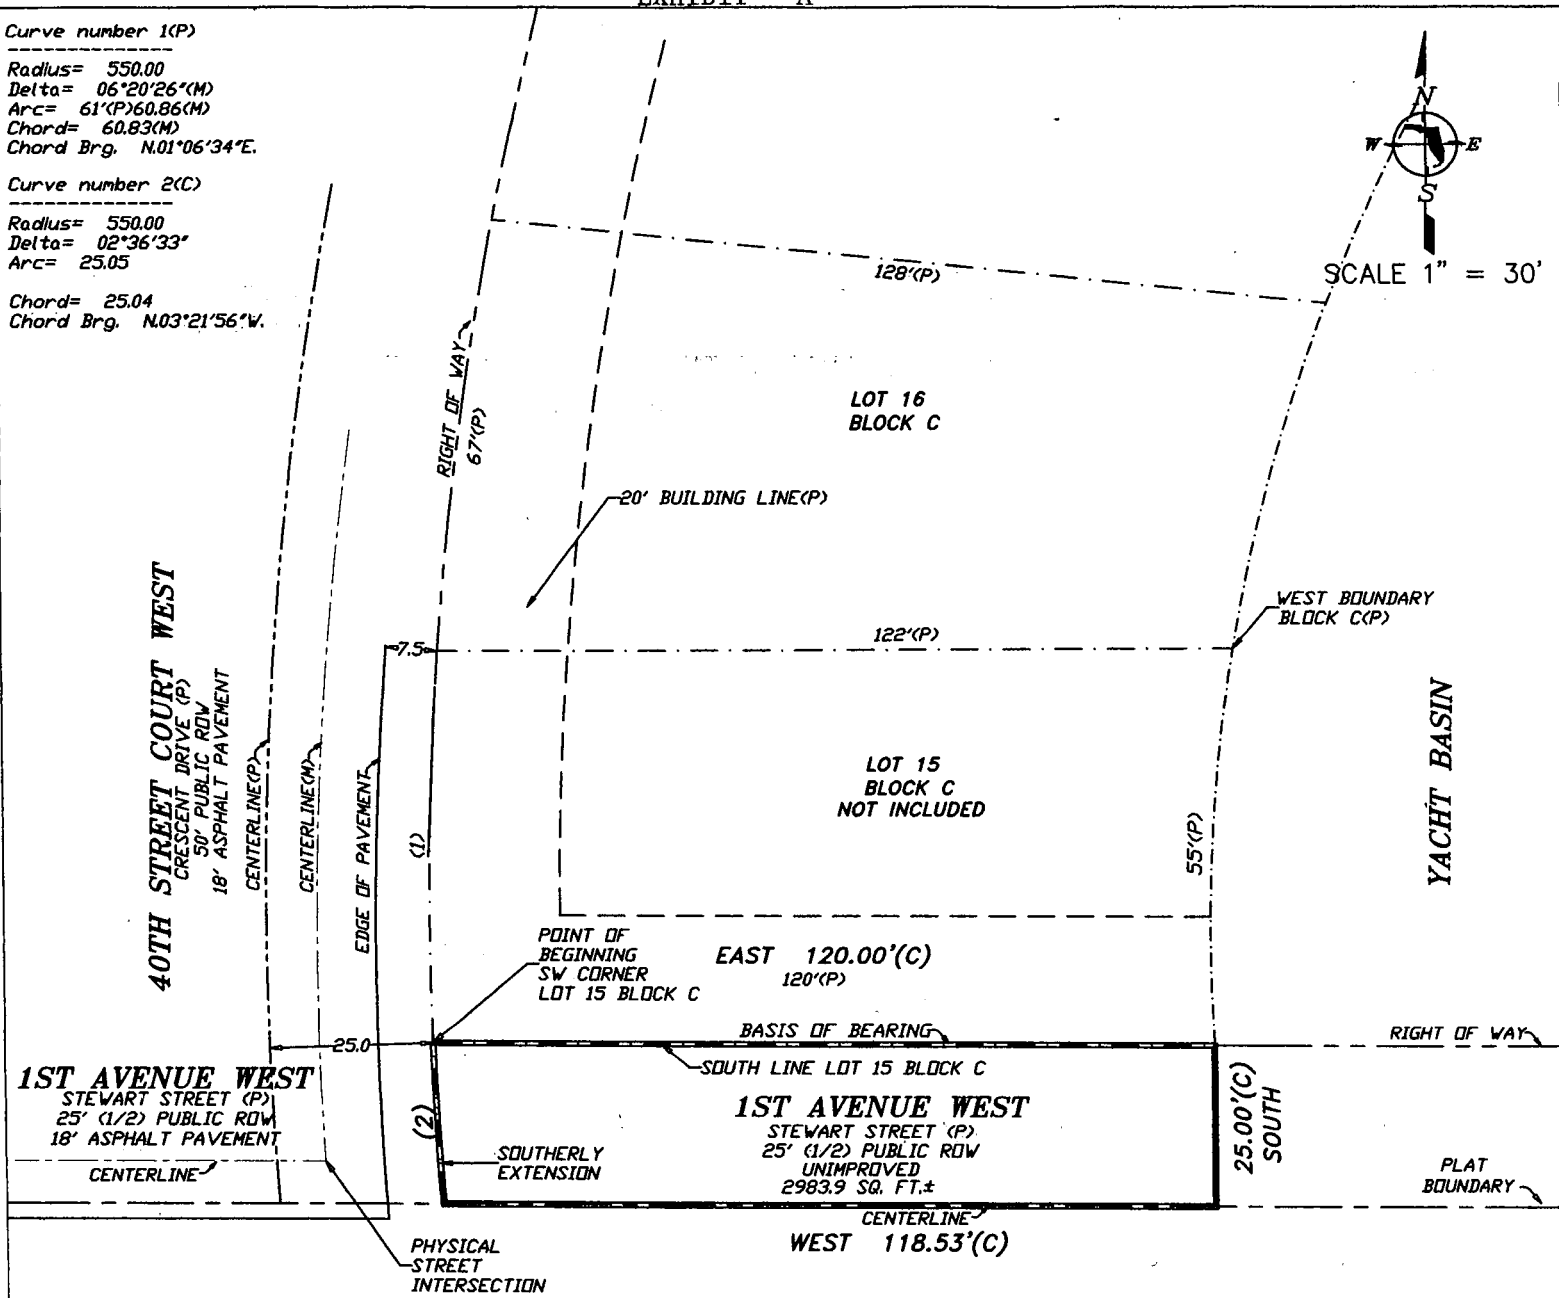 EXHIBIT "A"
Curve number 1(P)
Radius= 550.00
Delta= 06°20'26"(M)
Arc= 61'(P)60.86(M)
Chord= 60.83(M)
Chord Brg. N.01°06'34"E.
Curve number 2(C)
Radius= 550.00
Delta= 02°36'33"
Arc= 25.05
Chord= 25.04
Chord Brg. N.03°21'56"W.
N
W E
S
SCALE 1" = 30'
128'(P)
RIGHT OF WAY
67'(P)
LOT 16
BLOCK C
20' BUILDING LINE(P)
WEST BOUNDARY
BLOCK C(P)
122'(P)
7.5
40TH STREET COURT WEST
CRESCENT DRIVE (P)
50' PUBLIC ROW
18' ASPHALT PAVEMENT
CENTERLINE(P)
CENTERLINE(M)
EDGE OF PAVEMENT
(1)
LOT 15
BLOCK C
NOT INCLUDED
55'(P)
YACHT BASIN
POINT OF
BEGINNING
SW CORNER
LOT 15 BLOCK C
EAST 120.00'(C)
120'(P)
BASIS OF BEARING
RIGHT OF WAY
25.0
SOUTH LINE LOT 15 BLOCK C
1ST AVENUE WEST
STEWART STREET (P)
25' (1/2) PUBLIC ROW
18' ASPHALT PAVEMENT
CENTERLINE
(2)
SOUTHERLY
EXTENSION
1ST AVENUE WEST
STEWART STREET (P)
25' (1/2) PUBLIC ROW
UNIMPROVED
2983.9 SQ. FT.±
25.00'(C)
SOUTH
PLAT
BOUNDARY
CENTERLINE
WEST 118.53'(C)
PHYSICAL
STREET
INTERSECTION